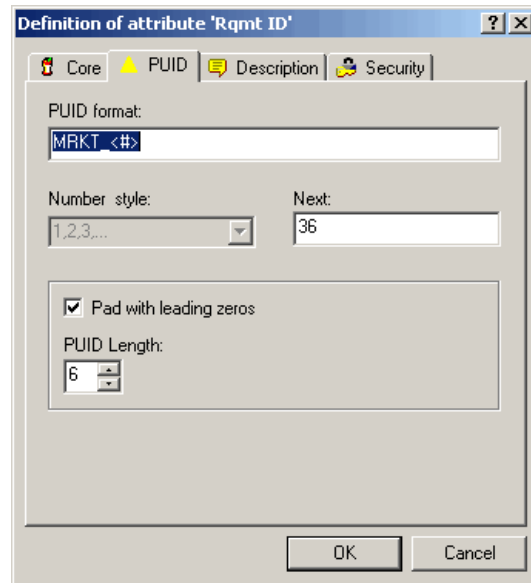 Definition of attribute 'Rqmt ID'
Core PUID Description Security
PUID format:
MRKT_<#>
Number style: Next:
1,2,3,... 36
Pad with leading zeros
PUID Length:
6
OK Cancel